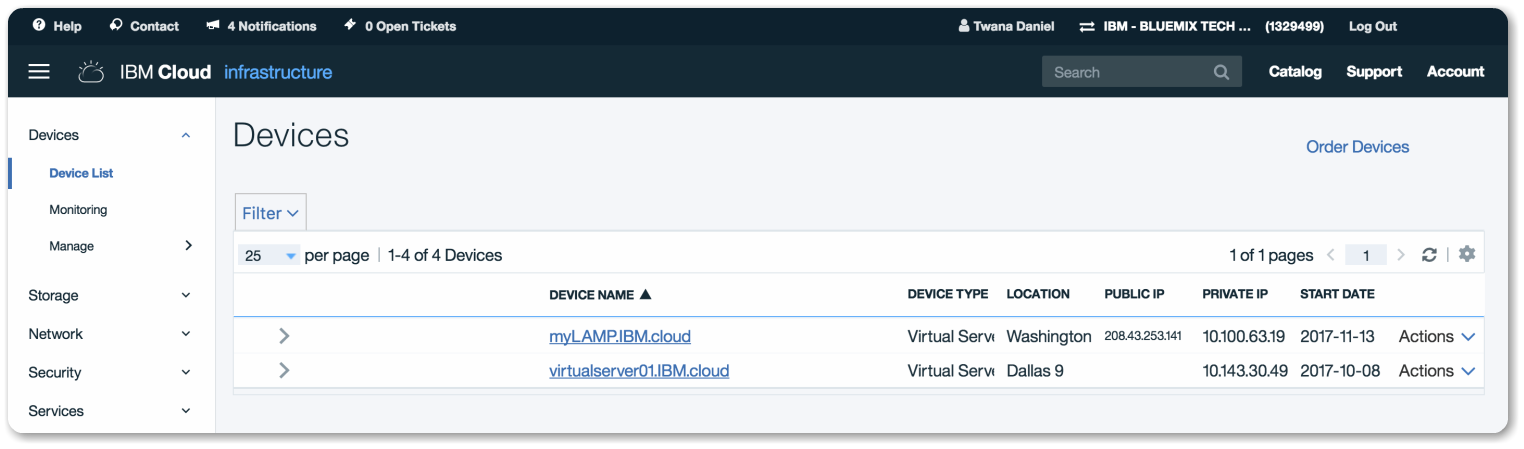 Help Contact 4 Notifications 0 Open Tickets Twana Daniel IBM - BLUEMIX TECH ... (1329499) Log Out
IBM Cloud infrastructure Search Catalog Support Account
Devices
Device List
Monitoring
Manage
Storage
Network
Security
Services
Devices
Order Devices
Filter
25 per page | 1-4 of 4 Devices 1 of 1 pages 1
DEVICE NAME DEVICE TYPE LOCATION PUBLIC IP PRIVATE IP START DATE
myLAMP.IBM.cloud Virtual Serve Washington 208.43.253.141 10.100.63.19 2017-11-13 Actions
virtualserver01.IBM.cloud Virtual Serve Dallas 9 10.143.30.49 2017-10-08 Actions